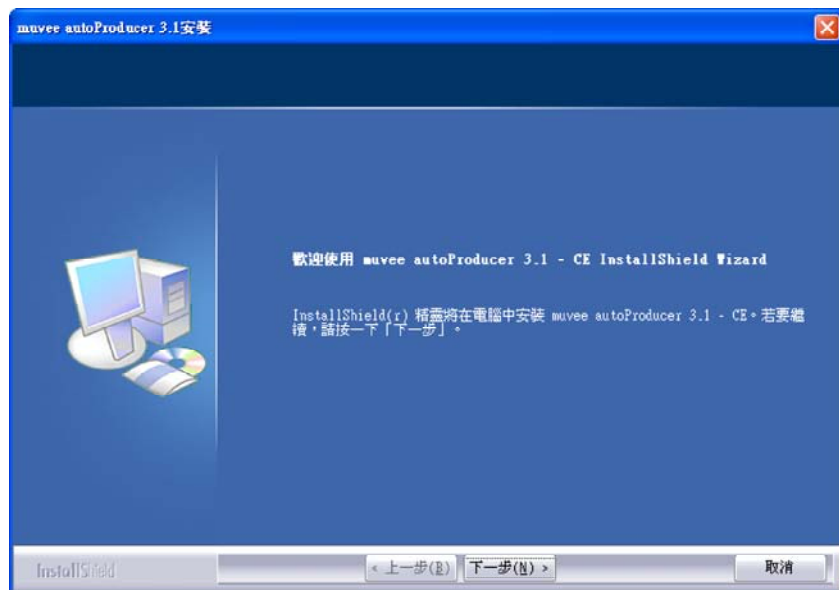 muvee autoProducer 3.1安裝
歡迎使用 muvee autoProducer 3.1 - CE InstallShield Wizard
InstallShield(r) 精靈將在電腦中安裝 muvee autoProducer 3.1 - CE。若要繼
續，請按一下「下一步」。
InstallShield
< 上一步(B) 下一步(N) > 取消